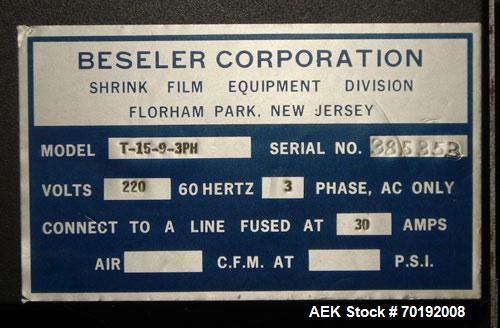 BESELER CORPORATION
SHRINK FILM EQUIPMENT DIVISION
FLORHAM PARK, NEW JERSEY
MODEL T-15-9-3PH SERIAL NO.
VOLTS 220 60 HERTZ 3 PHASE, AC ONLY
CONNECT TO A LINE FUSED AT 30 AMPS
AIR C.F.M. AT P.S.I.
AEK Stock # 70192008